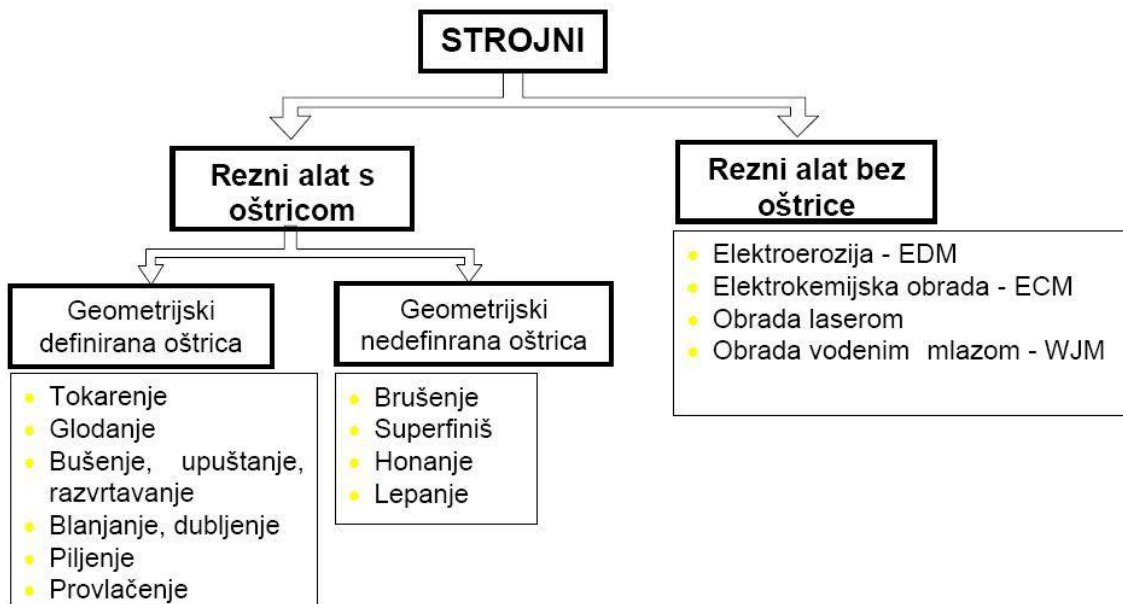 STROJNI
Rezni alat s
oštricom
Rezni alat bez
oštrice
Geometrijski
definirana oštrica
Geometrijski
nedefinrana oštrica
Tokarenje
Glodanje
Bušenje, upuštanje,
razvrtavanje
Blanjanje, dubljenje
Piljenje
Provlačenje
Brušenje
Superfiniš
Honanje
Lepanje
Elektroerozija - EDM
Elektrokemijska obrada - ECM
Obrada laserom
Obrada vodenim mlazom - WJM